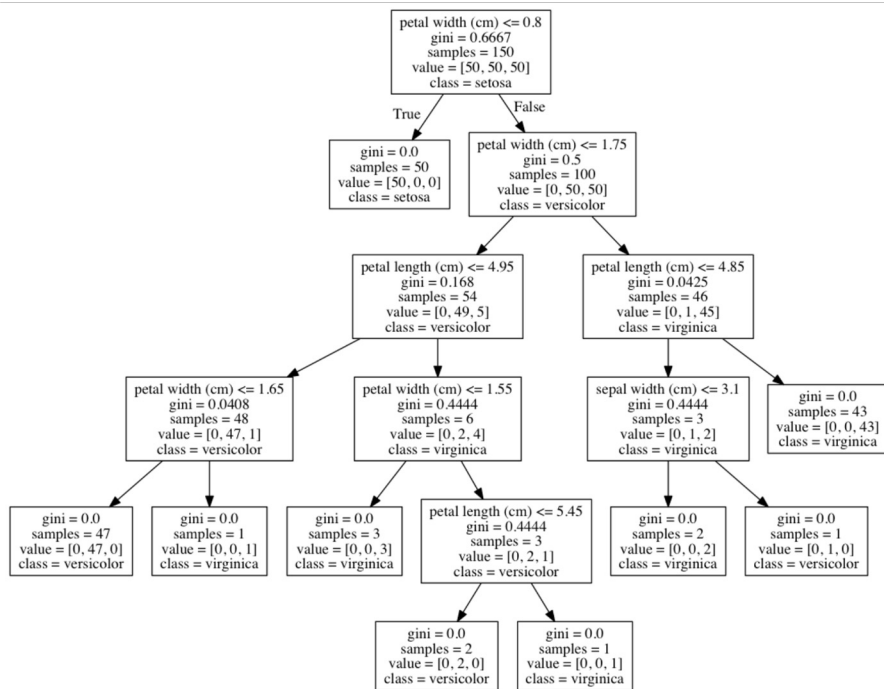 petal width (cm) <= 0.8
gini = 0.6667
samples = 150
value = [50, 50, 50]
class = setosa
True
False
gini = 0.0
samples = 50
value = [50, 0, 0]
class = setosa
petal width (cm) <= 1.75
gini = 0.5
samples = 100
value = [0, 50, 50]
class = versicolor
petal length (cm) <= 4.95
gini = 0.168
samples = 54
value = [0, 49, 5]
class = versicolor
petal length (cm) <= 4.85
gini = 0.0425
samples = 46
value = [0, 1, 45]
class = virginica
petal width (cm) <= 1.65
gini = 0.0408
samples = 48
value = [0, 47, 1]
class = versicolor
petal width (cm) <= 1.55
gini = 0.4444
samples = 6
value = [0, 2, 4]
class = virginica
sepal width (cm) <= 3.1
gini = 0.4444
samples = 3
value = [0, 1, 2]
class = virginica
gini = 0.0
samples = 43
value = [0, 0, 43]
class = virginica
gini = 0.0
samples = 47
value = [0, 47, 0]
class = versicolor
gini = 0.0
samples = 1
value = [0, 0, 1]
class = virginica
gini = 0.0
samples = 3
value = [0, 0, 3]
class = virginica
petal length (cm) <= 5.45
gini = 0.4444
samples = 3
value = [0, 2, 1]
class = versicolor
gini = 0.0
samples = 2
value = [0, 0, 2]
class = virginica
gini = 0.0
samples = 1
value = [0, 1, 0]
class = versicolor
gini = 0.0
samples = 2
value = [0, 2, 0]
class = versicolor
gini = 0.0
samples = 1
value = [0, 0, 1]
class = virginica